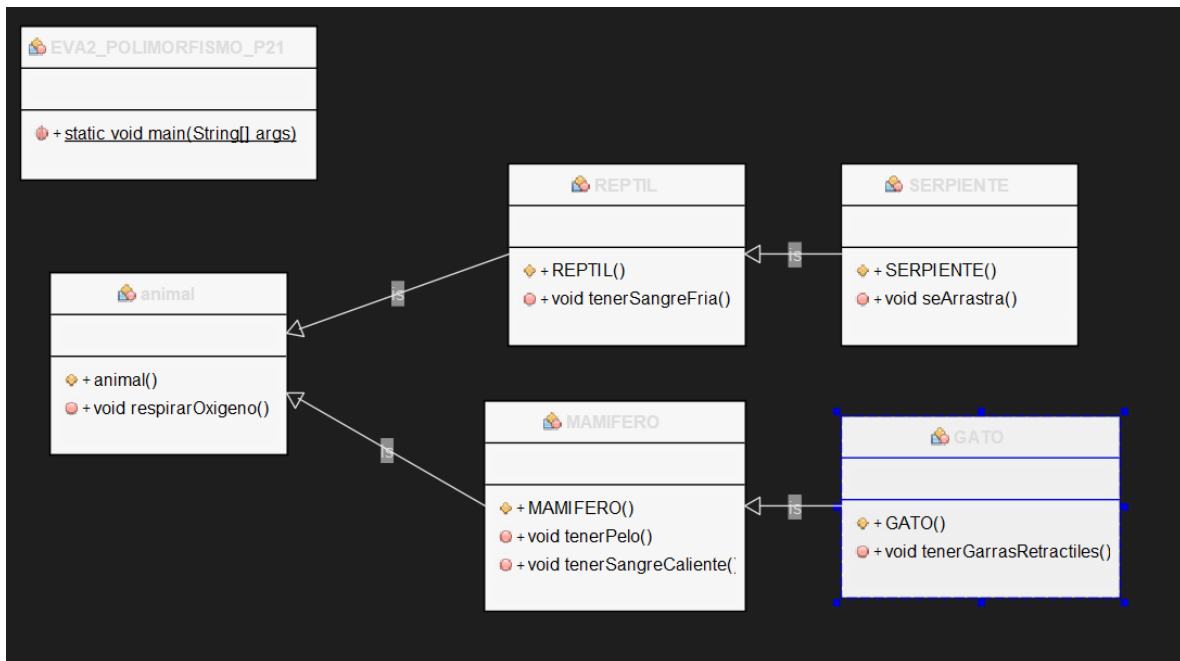 EVA2_POLIMORFISMO_P21
+ static void main(String[] args)
REPTIL
+ REPTIL()
+ void tenerSangreFria()
is
SERPIENTE
+ SERPIENTE()
+ void seArrastra()
is
animal
+ animal()
+ void respirarOxigeno()
is
MAMIFERO
+ MAMIFERO()
+ void tenerPelo()
+ void tenerSangreCaliente(
is
GATO
+ GATO()
+ void tenerGarrasRetractiles()